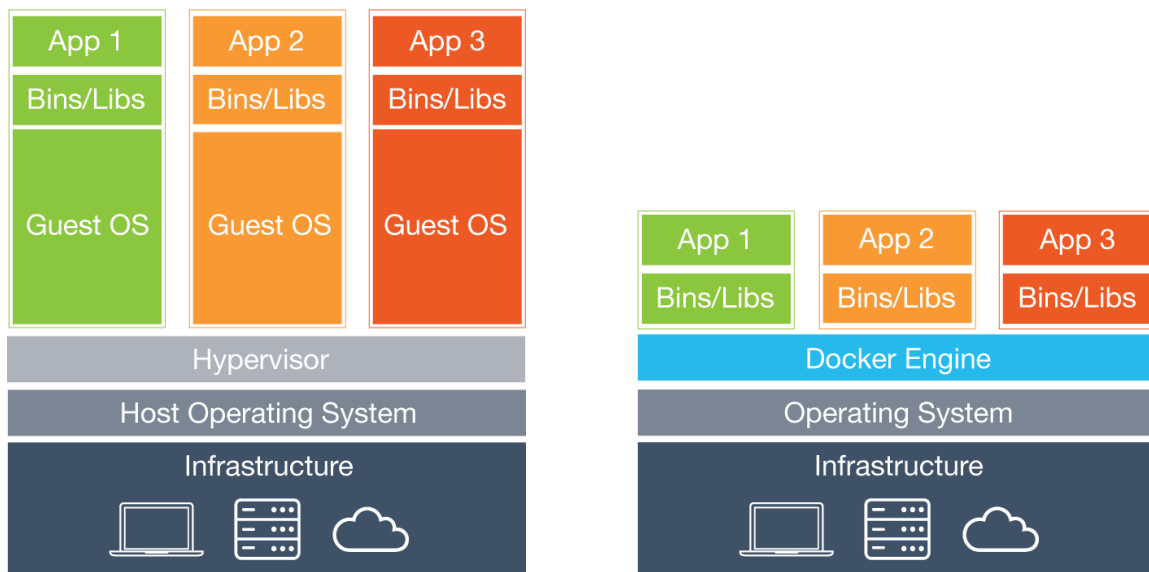 App 1
App 2
App 3
Bins/Libs
Bins/Libs
Bins/Libs
Guest OS
Guest OS
Guest OS
Hypervisor
Host Operating System
Infrastructure
App 1
App 2
App 3
Bins/Libs
Bins/Libs
Bins/Libs
Docker Engine
Operating System
Infrastructure